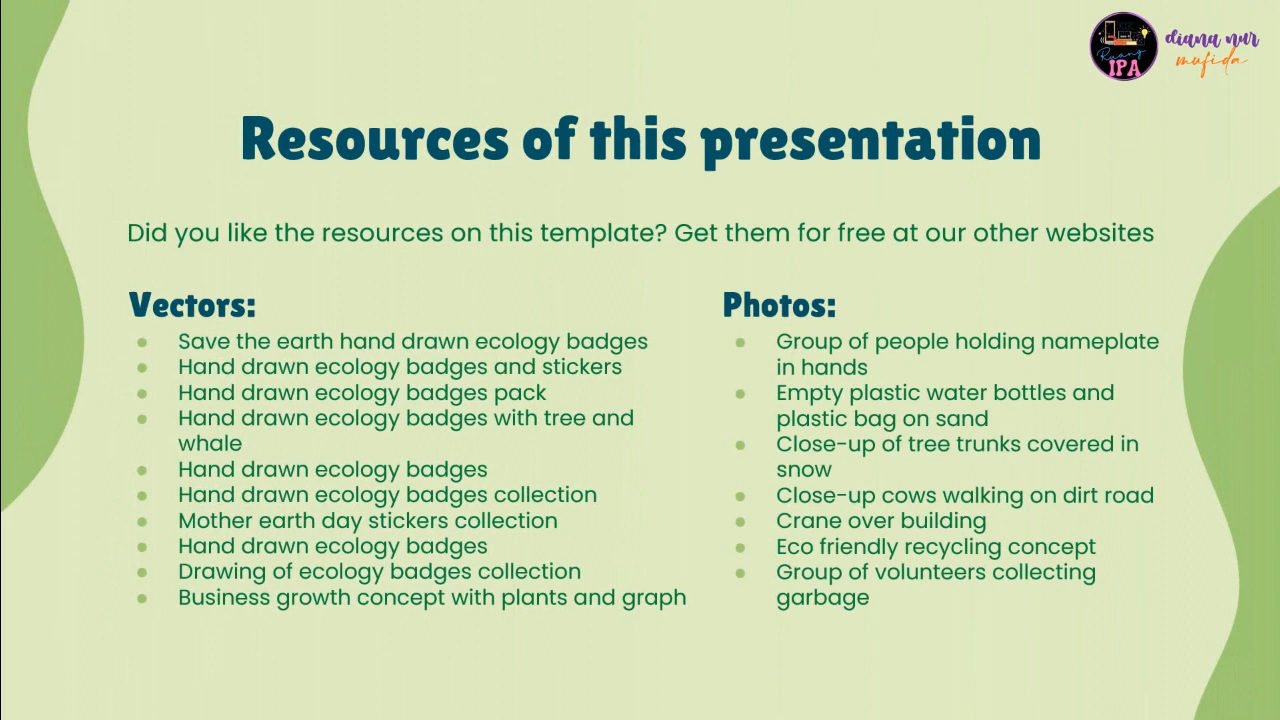 Ruang
IPA
diana nur
mufida
Resources of this presentation
Did you like the resources on this template? Get them for free at our other websites
Vectors:
Save the earth hand drawn ecology badges
Hand drawn ecology badges and stickers
Hand drawn ecology badges pack
Hand drawn ecology badges with tree and
whale
Hand drawn ecology badges
Hand drawn ecology badges collection
Mother earth day stickers collection
Hand drawn ecology badges
Drawing of ecology badges collection
Business growth concept with plants and graph
Photos:
Group of people holding nameplate
in hands
Empty plastic water bottles and
plastic bag on sand
Close-up of tree trunks covered in
snow
Close-up cows walking on dirt road
Crane over building
Eco friendly recycling concept
Group of volunteers collecting
garbage